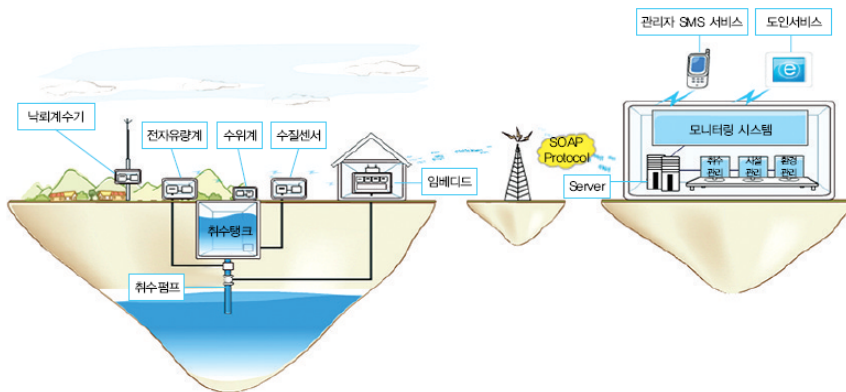 관리자 SMS 서비스
도인서비스
낙뢰계수기
전자유량계
수위계
수질센서
SOAP
Protocol
모니터링 시스템
임베디드
Server
취수
관리
시설
관리
환경
관리
취수탱크
취수펌프